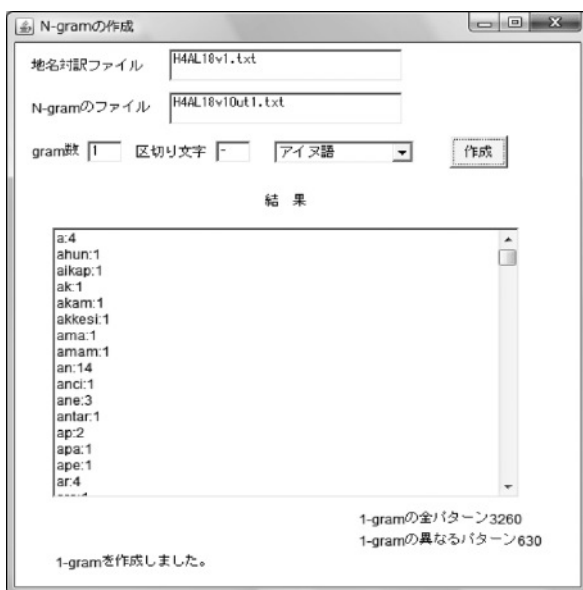 N-gramの作成
地名対訳ファイル H4AL18v1.txt
N-gramのファイル H4AL18vlOut1.txt
gram数 1 区切り文字 - アイヌ語 作成
結 果
a:4
ahun:1
aikap:1
ak:1
akam:1
akkesi:1
ama:1
amam:1
an:14
anci:1
ane:3
antar:1
ap:2
apa:1
ape:1
ar:4
1-gramの全パターン3260
1-gramの異なるパターン630
1-gramを作成しました。